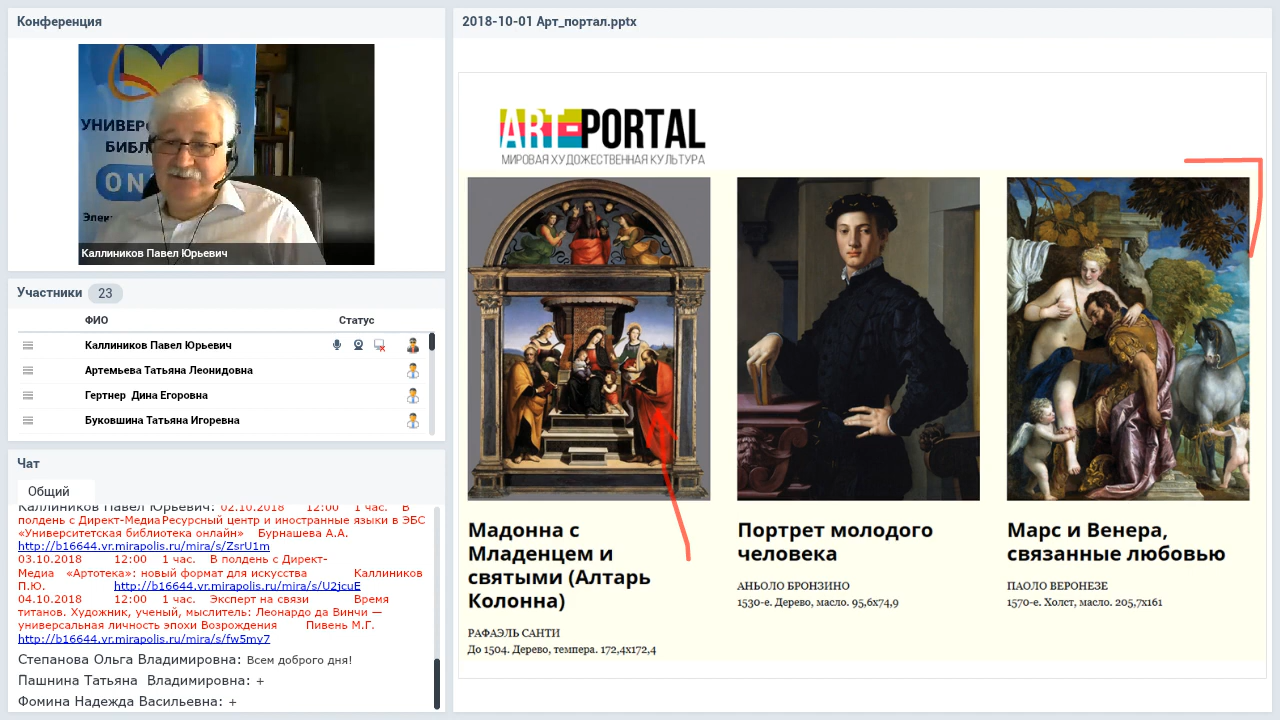 Конференция
УНИВЕР
БИБЛ
ON
Элек
Каллиников Павел Юрьевич
Участники 23
ФИО Статус
Каллиников Павел Юрьевич
Артемьева Татьяна Леонидовна
Гертнер Дина Егоровна
Буковшина Татьяна Игоревна
Чат
Общий
Каллиников Павел Юрьевич: 02.10.2018 12:00 1 час. В
полдень с Директ-Медиа Ресурсный центр и иностранные языки в ЭБС
«Университетская библиотека онлайн» Бурнашева А.А.
http://b16644.vr.mirapolis.ru/mira/s/ZsrU1m
03.10.2018 12:00 1 час. В полдень с Директ-
Медиа «Артотека»: новый формат для искусства Каллиников
П.Ю. http://b16644.vr.mirapolis.ru/mira/s/U2jcuE
04.10.2018 12:00 1 час. Эксперт на связи Время
титанов. Художник, ученый, мыслитель: Леонардо да Винчи —
универсальная личность эпохи Возрождения Пивень М.Г.
http://b16644.vr.mirapolis.ru/mira/s/fw5my7
Степанова Ольга Владимировна: Всем доброго дня!
Пашнина Татьяна Владимировна: +
Фомина Надежда Васильевна: +
2018-10-01 Арт_портал.pptx
ART-PORTAL
МИРОВАЯ ХУДОЖЕСТВЕННАЯ КУЛЬТУРА
Мадонна с
Младенцем и
святыми (Алтарь
Колонна)
РАФАЭЛЬ САНТИ
До 1504. Дерево, темпера. 172,4х172,4
Портрет молодого
человека
АНЬОЛО БРОНЗИНО
1530-е. Дерево, масло. 95,6х74,9
Марс и Венера,
связанные любовью
ПАОЛО ВЕРОНЕЗЕ
1570-е. Холст, масло. 205,7х161